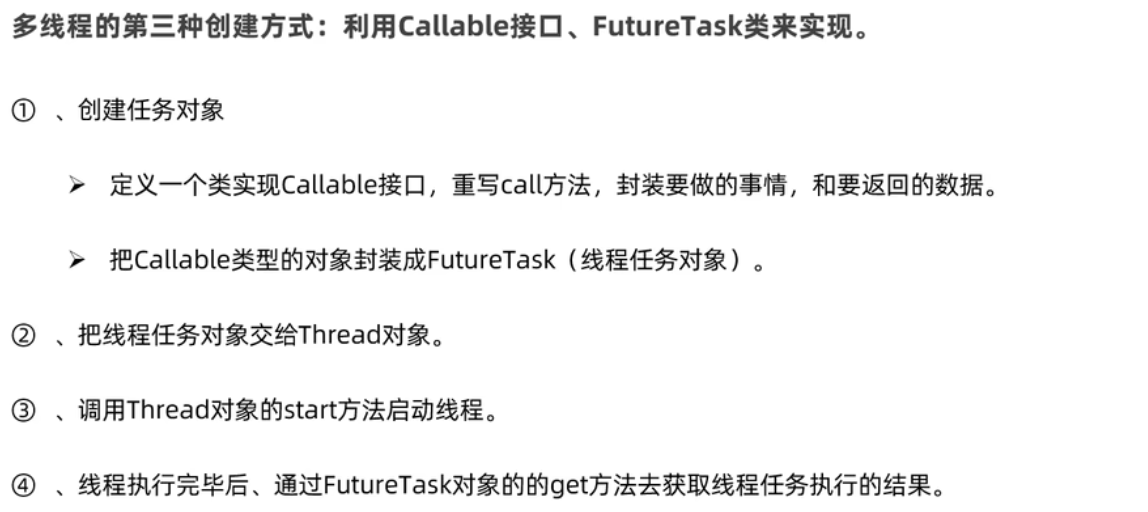 多线程的第三种创建方式：利用Callable接口、FutureTask类来实现。
① 、创建任务对象
➢ 定义一个类实现Callable接口，重写call方法，封装要做的事情，和要返回的数据。
➢ 把Callable类型的对象封装成FutureTask（线程任务对象）。
② 、把线程任务对象交给Thread对象。
③ 、调用Thread对象的start方法启动线程。
④ 、线程执行完毕后、通过FutureTask对象的的get方法去获取线程任务执行的结果。